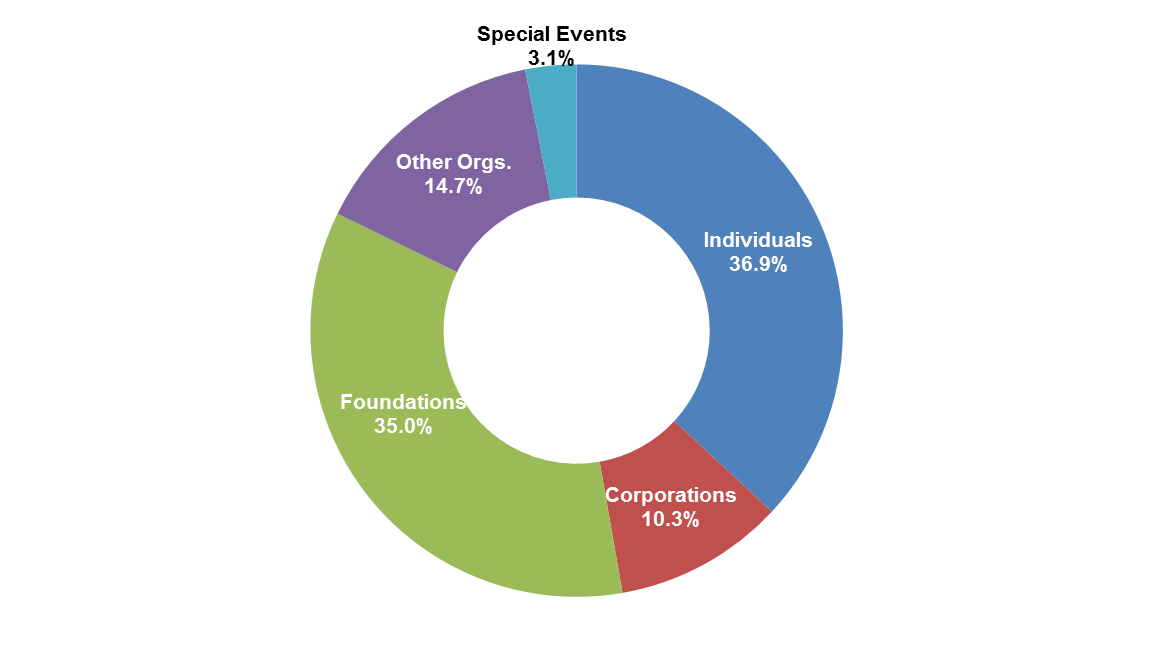 Special Events
3.1%
Other Orgs.
14.7%
Individuals
36.9%
Foundations
35.0%
Corporations
10.3%